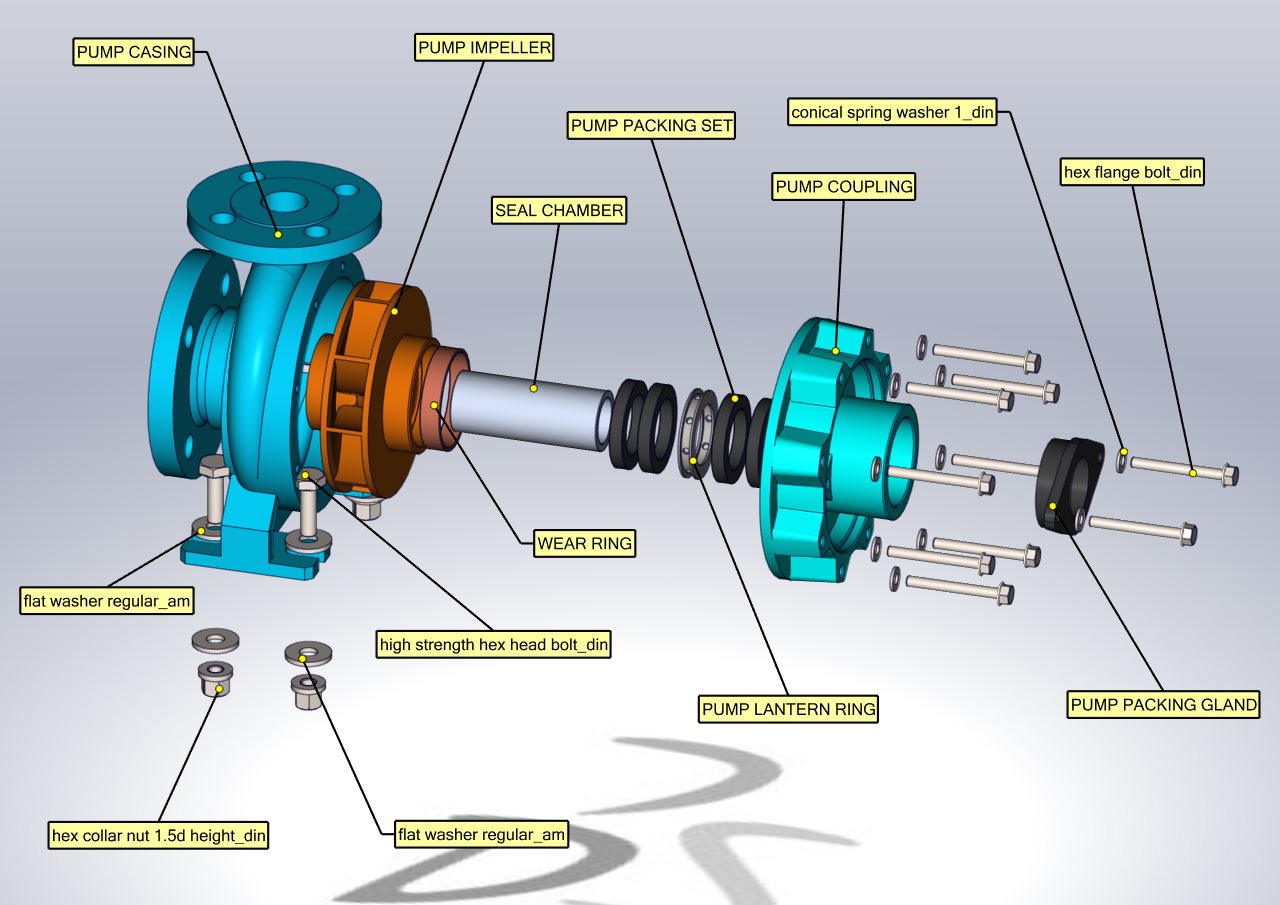 PUMP CASING
PUMP IMPELLER
PUMP PACKING SET
conical spring washer 1_din
hex flange bolt_din
PUMP COUPLING
SEAL CHAMBER
WEAR RING
flat washer regular_am
high strength hex head bolt_din
PUMP LANTERN RING
PUMP PACKING GLAND
hex collar nut 1.5d height_din
flat washer regular_am